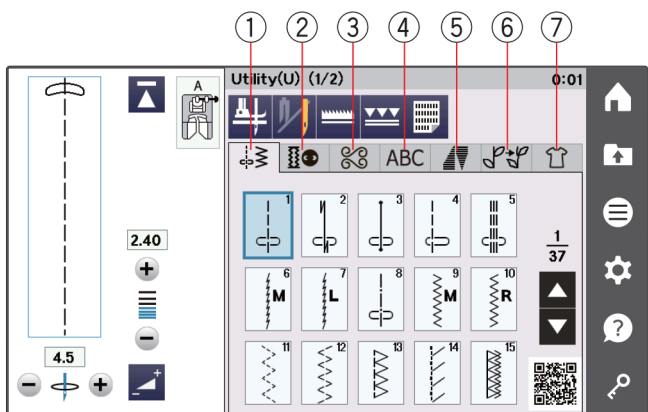 ① ② ③ ④ ⑤ ⑥ ⑦
Utility(U) (1/2) 0:01
A
ABC
1 2 3 4 5
2.40
1
37
6 M 7 L 8 9 M 10 R
4.5
11 12 13 14 15
?